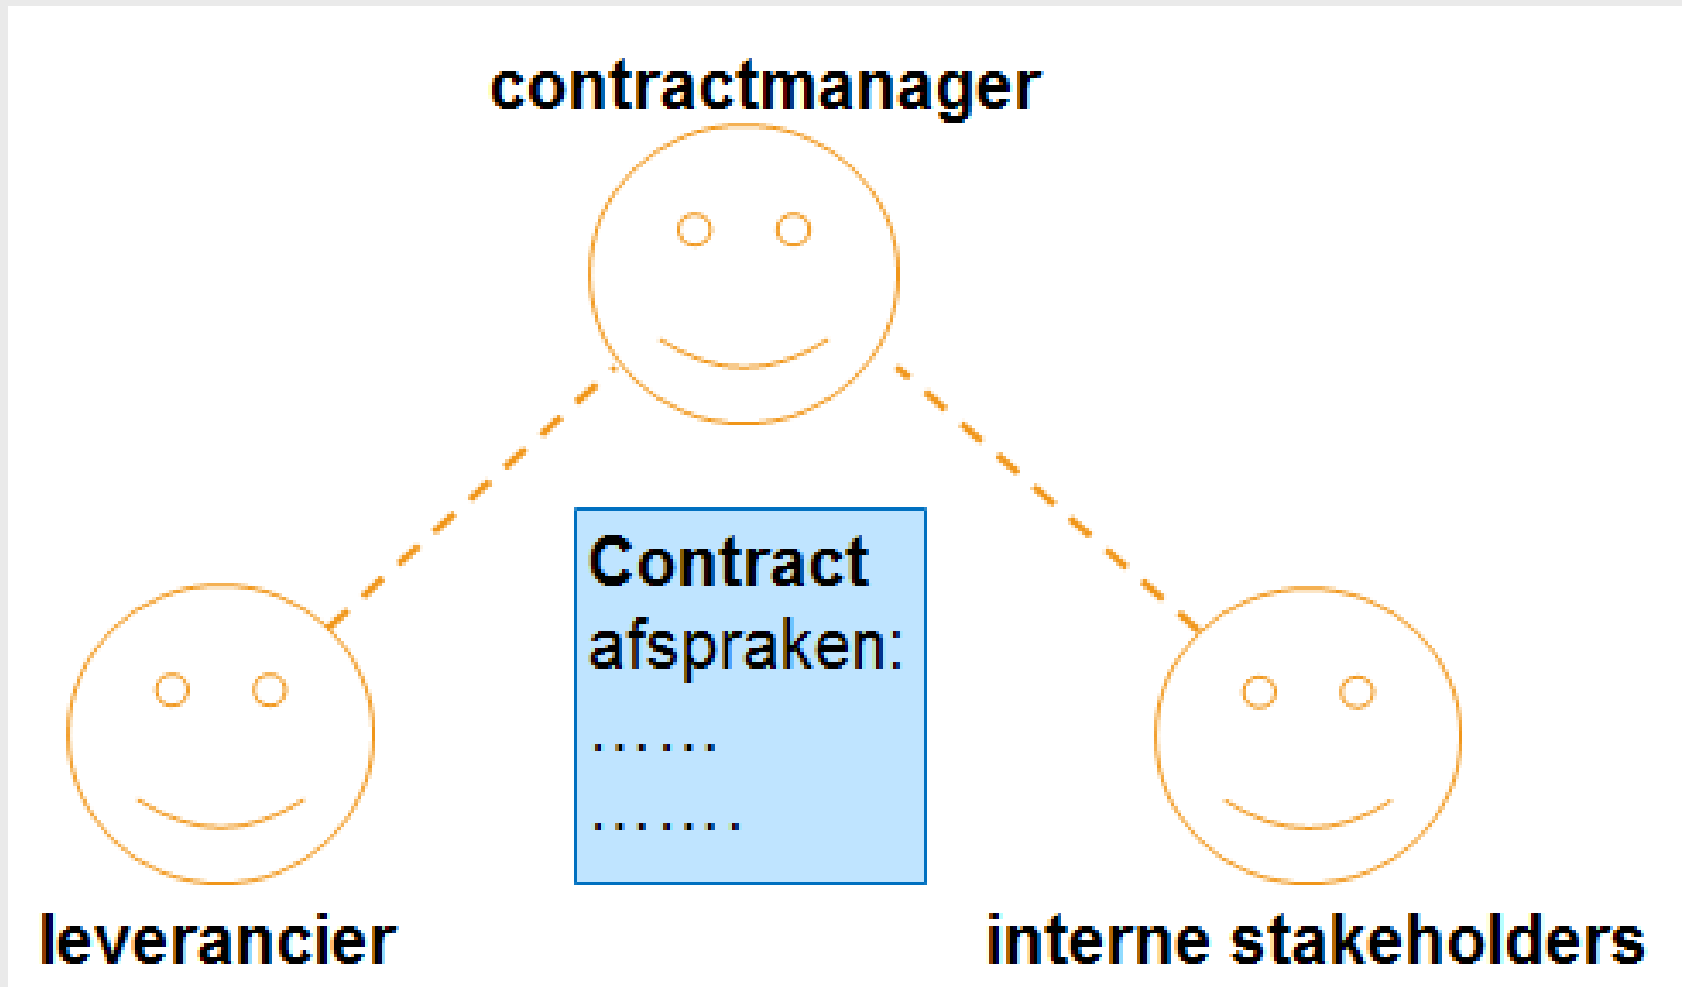 contractmanager
Contract
afspraken:
......
.......
leverancier
interne stakeholders